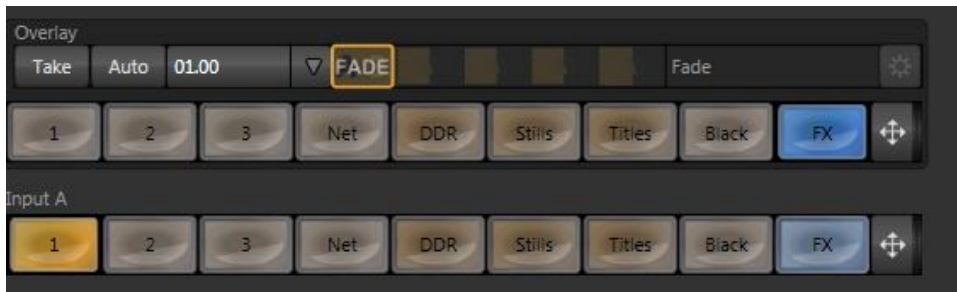 Overlay
Take Auto 01.00 FADE Fade
1 2 3 Net DDR Stills Titles Black FX
Input A
1 2 3 Net DDR Stills Titles Black FX